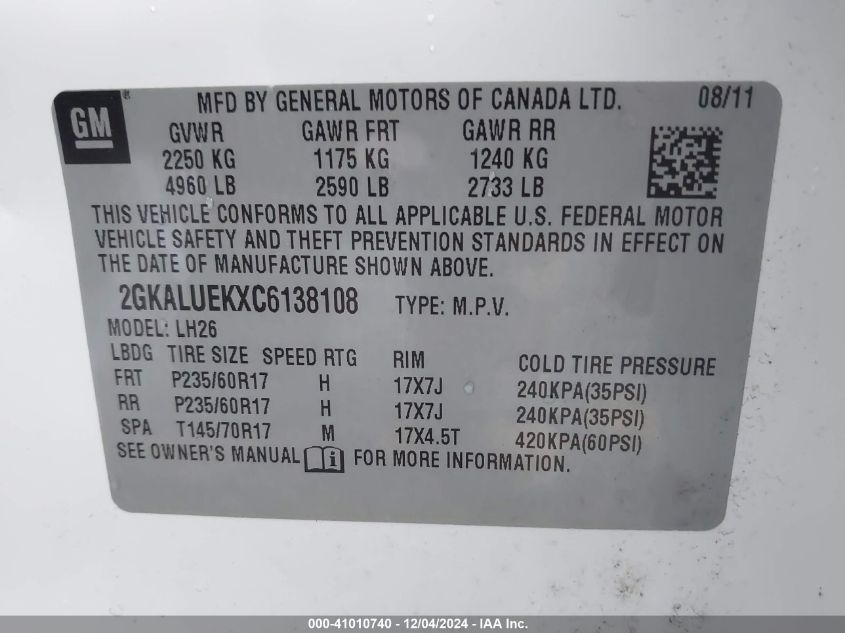 GM ®
MFD BY GENERAL MOTORS OF CANADA LTD. 08/11
GVWR GAWR FRT GAWR RR
2250 KG 1175 KG 1240 KG
4960 LB 2590 LB 2733 LB
THIS VEHICLE CONFORMS TO ALL APPLICABLE U.S. FEDERAL MOTOR
VEHICLE SAFETY AND THEFT PREVENTION STANDARDS IN EFFECT ON
THE DATE OF MANUFACTURE SHOWN ABOVE.
2GKALUEKXC6138108 TYPE: M.P.V.
MODEL: LH26
LBDG TIRE SIZE SPEED RTG RIM COLD TIRE PRESSURE
FRT P235/60R17 H 17X7J 240KPA(35PSI)
RR P235/60R17 H 17X7J 240KPA(35PSI)
SPA T145/70R17 M 17X4.5T 420KPA(60PSI)
SEE OWNER'S MANUAL i FOR MORE INFORMATION.
000-41010740 - 12/04/2024 - IAA Inc.